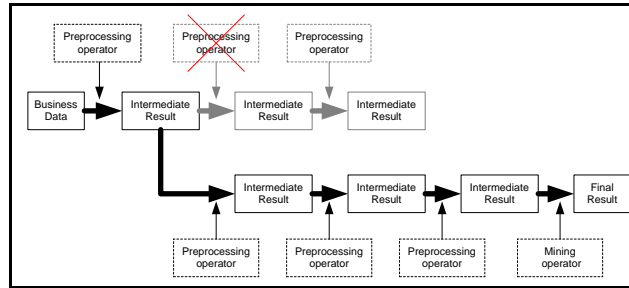 Preprocessing
operator
Preprocessing
operator
Preprocessing
operator
Business
Data
Intermediate
Result
Intermediate
Result
Intermediate
Result
Intermediate
Result
Intermediate
Result
Intermediate
Result
Final
Result
Preprocessing
operator
Preprocessing
operator
Preprocessing
operator
Mining
operator